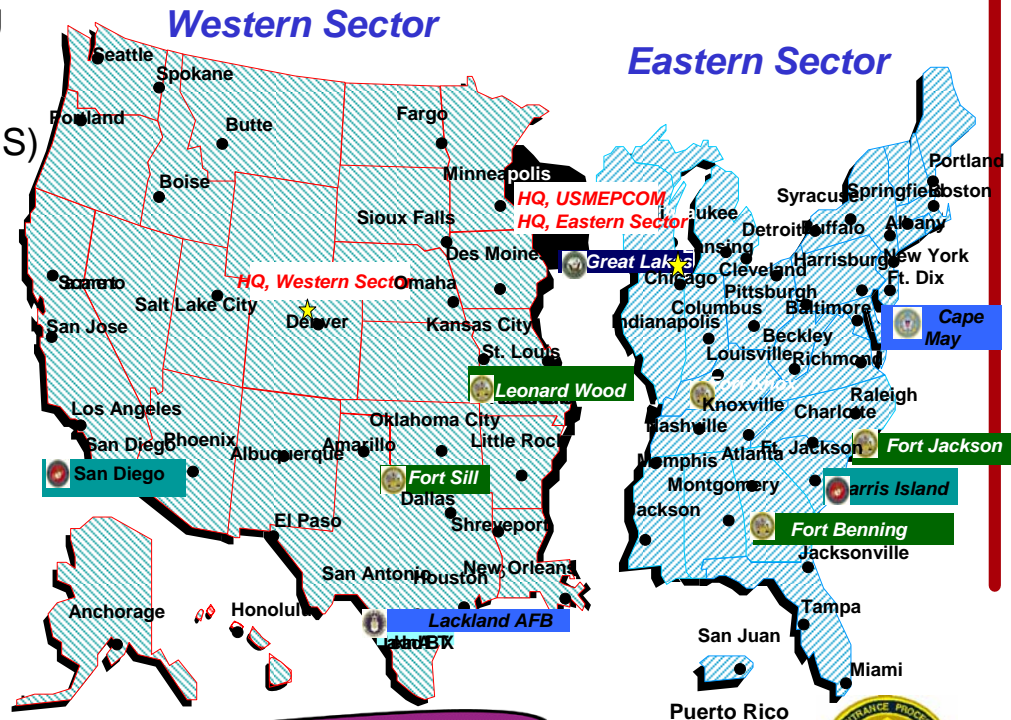 Western Sector
Eastern Sector
S)
Seattle
Spokane
Portland
Butte
Fargo
Boise
Minneapolis
Sioux Falls
HQ, USMEPCOM
HQ, Eastern Sector
Des Moines
HQ, Western Sector
Omaha
Sacramento
Salt Lake City
Denver
San Jose
Kansas City
St. Louis
Leonard Wood
Los Angeles
Oklahoma City
San Diego
Phoenix
Albuquerque
Amarillo
Little Rock
San Diego
Fort Sill
Dallas
El Paso
Shreveport
San Antonio
Houston
New Orleans
Anchorage
Honolulu
Lackland AFB
Portland
Syracuse
Springfield
Boston
Detroit
Buffalo
Albany
Lansing
Harrisburg
New York
Great Lakes
Cleveland
Ft. Dix
Chicago
Pittsburgh
Columbus
Baltimore
Cape
May
Indianapolis
Beckley
Louisville
Richmond
Knoxville
Raleigh
Charlotte
Nashville
Ft. Jackson
Fort Jackson
Memphis
Atlanta
Montgomery
arris Island
Jackson
Fort Benning
Jacksonville
Tampa
San Juan
Miami
Puerto Rico